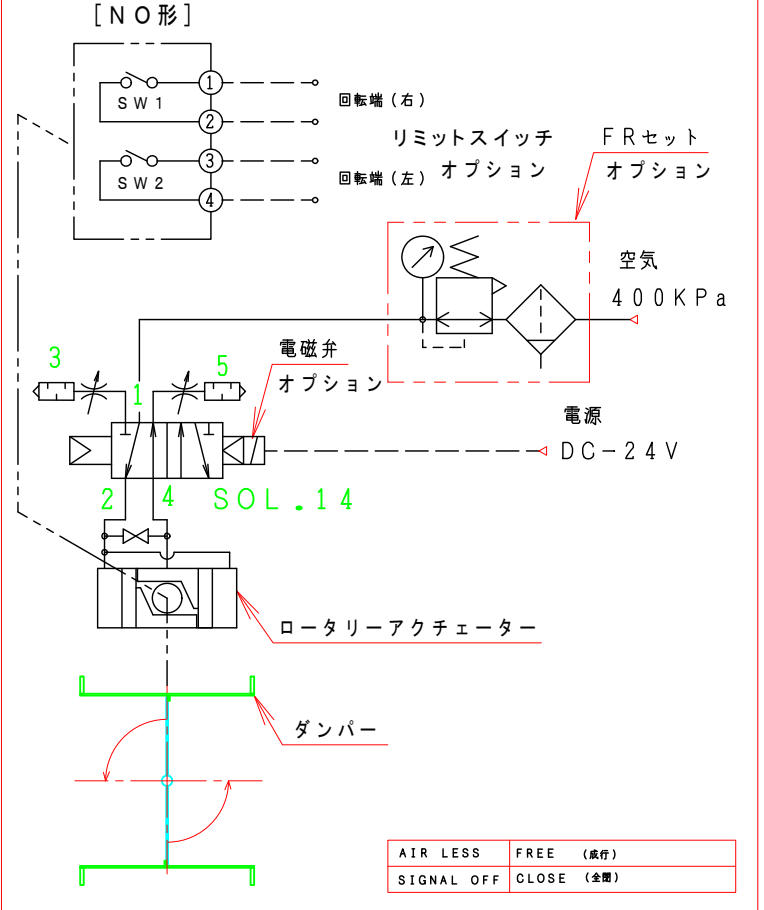 [NO形]
1
SW1
2
3
SW2
4
回転端(右)
回転端(左)
リミットスイッチ
オプション
FRセット
オプション
空気
400KPa
電磁弁
オプション
3
1
5
電源
DC-24V
2
4
SOL.14
ロータリーアクチェーター
ダンパー
AIR LESS FREE (成行)
SIGNAL OFF CLOSE (全閉)